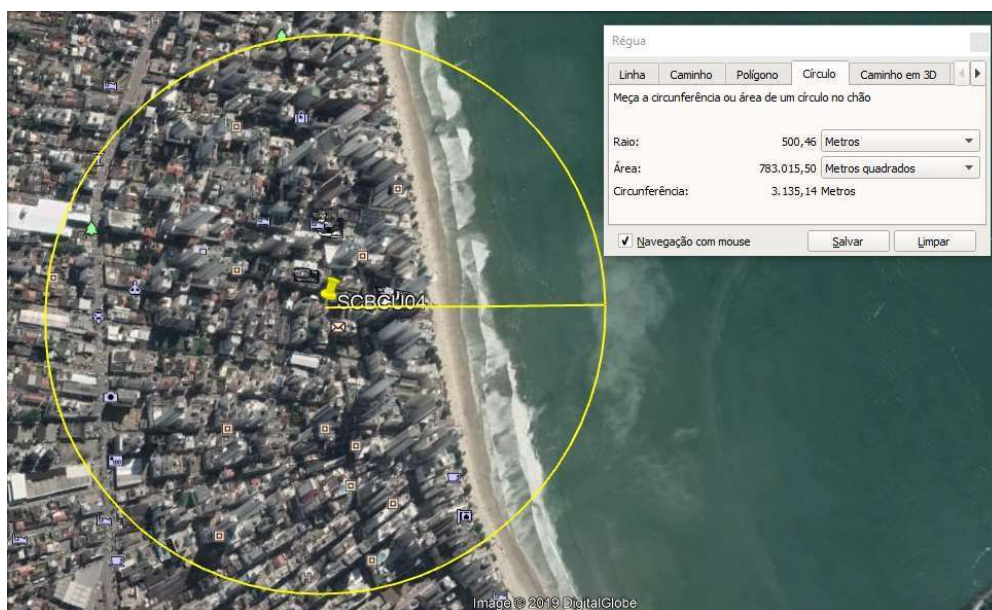 Régua
Linha Caminho Polígono Círculo Caminho em 3D
Meça a circunferência ou área de um círculo no chão
Raio: 500,46 Metros
Área: 783.015,50 Metros quadrados
Circunferência: 3.135,14 Metros
Navegação com mouse Salvar Limpar
SCBCU04
Image © 2019 DigitalGlobe